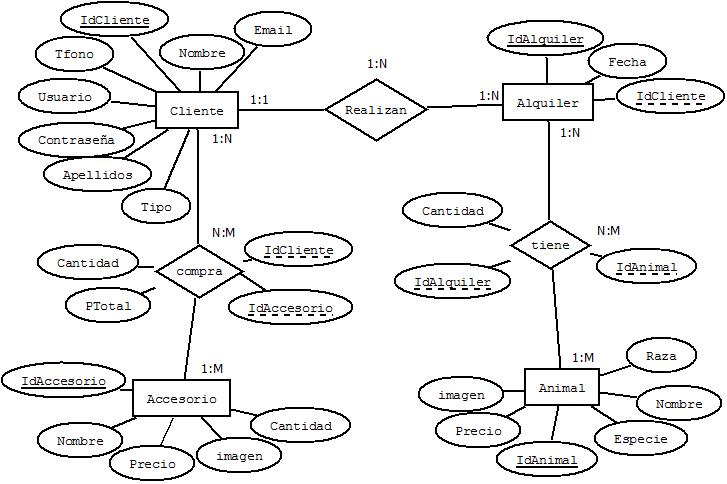 IdCliente
Email
Tfono
Nombre
Usuario
Cliente
1:1
1:N
Contraseña
Apellidos
Tipo
1:N
Realizan
1:N
IdAlquiler
Fecha
Alquiler
IdCliente
1:N
N:M
Cantidad
compra
IdCliente
PTotal
IdAccesorio
1:M
IdAccesorio
Accesorio
Nombre
Precio
imagen
Cantidad
Cantidad
N:M
tiene
IdAlquiler
IdAnimal
1:M
Raza
imagen
Animal
Nombre
Precio
Especie
IdAnimal